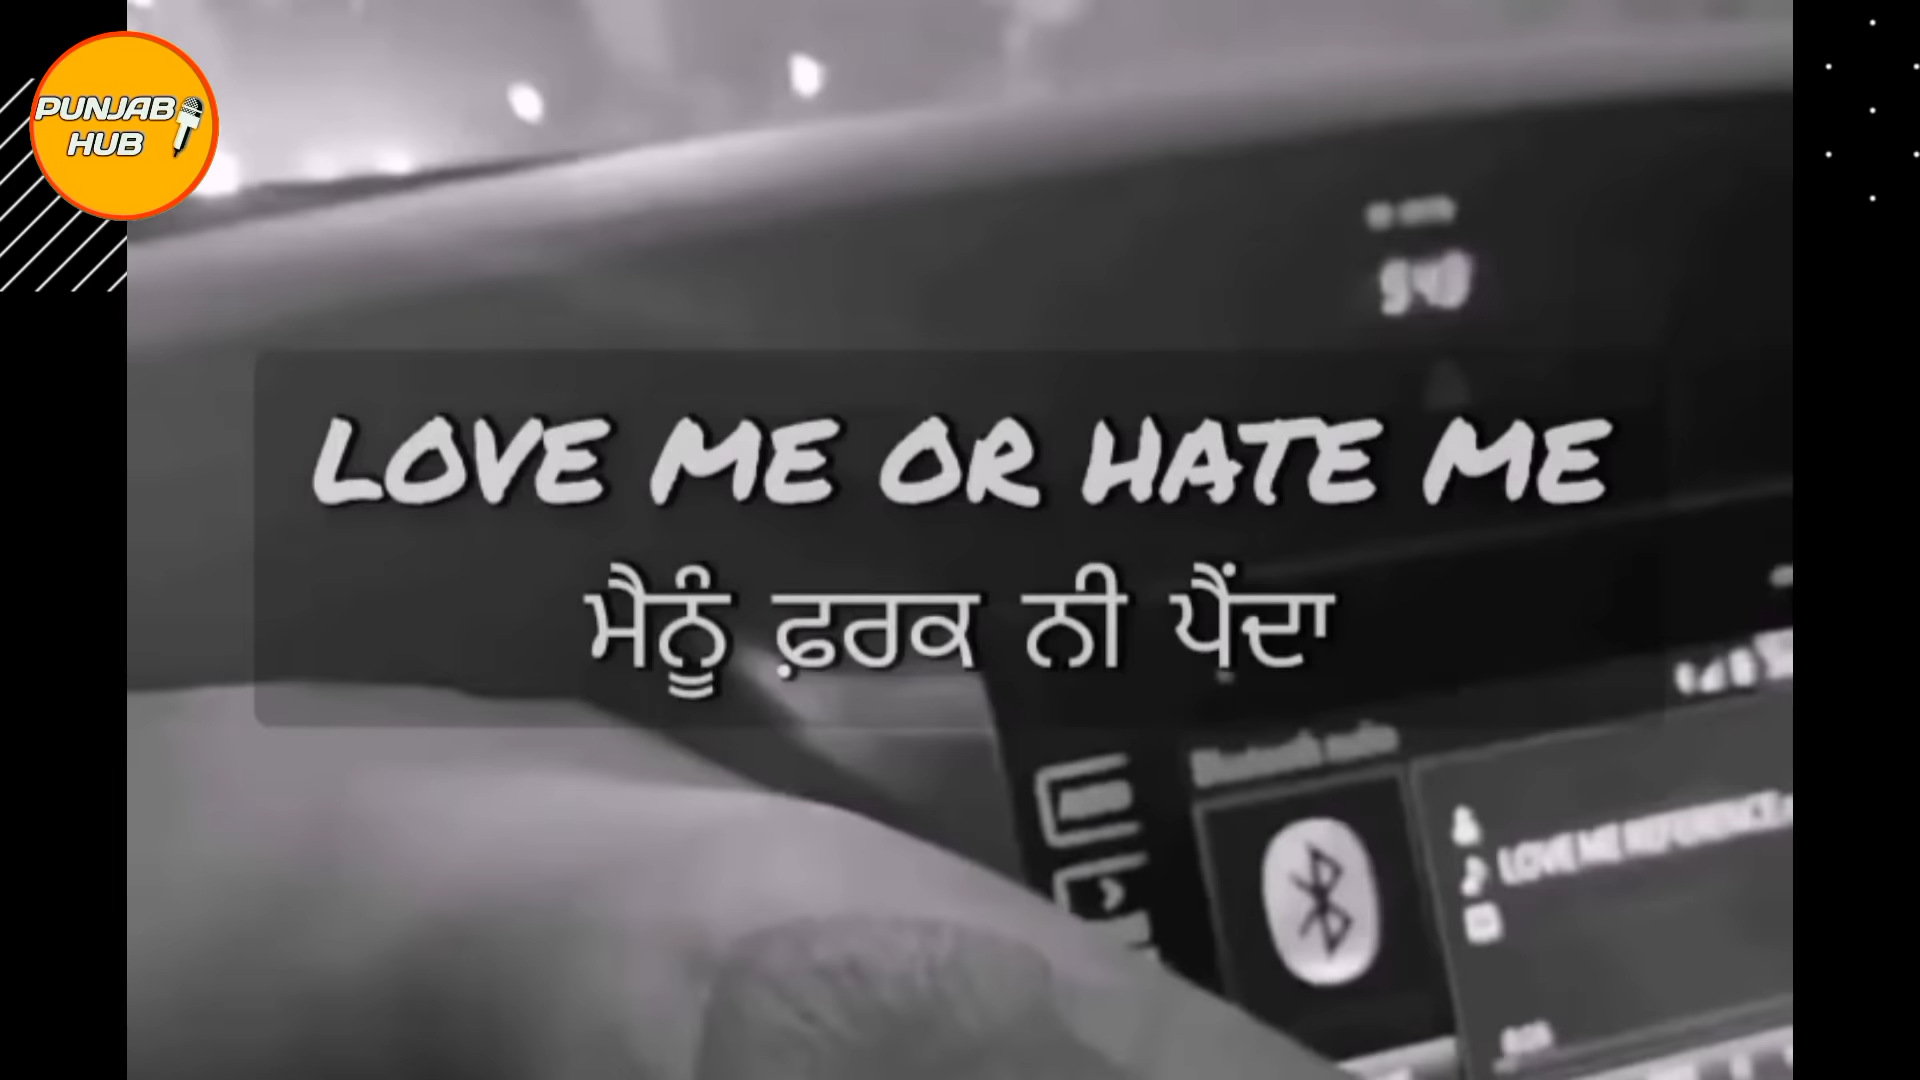 PUNJAB
HUB
LOVE ME OR HATE ME
ਮੈਨੂੰ ਫ਼ਰਕ ਨੀ ਪੈਂਦਾ
LOVE ME REFERENCE